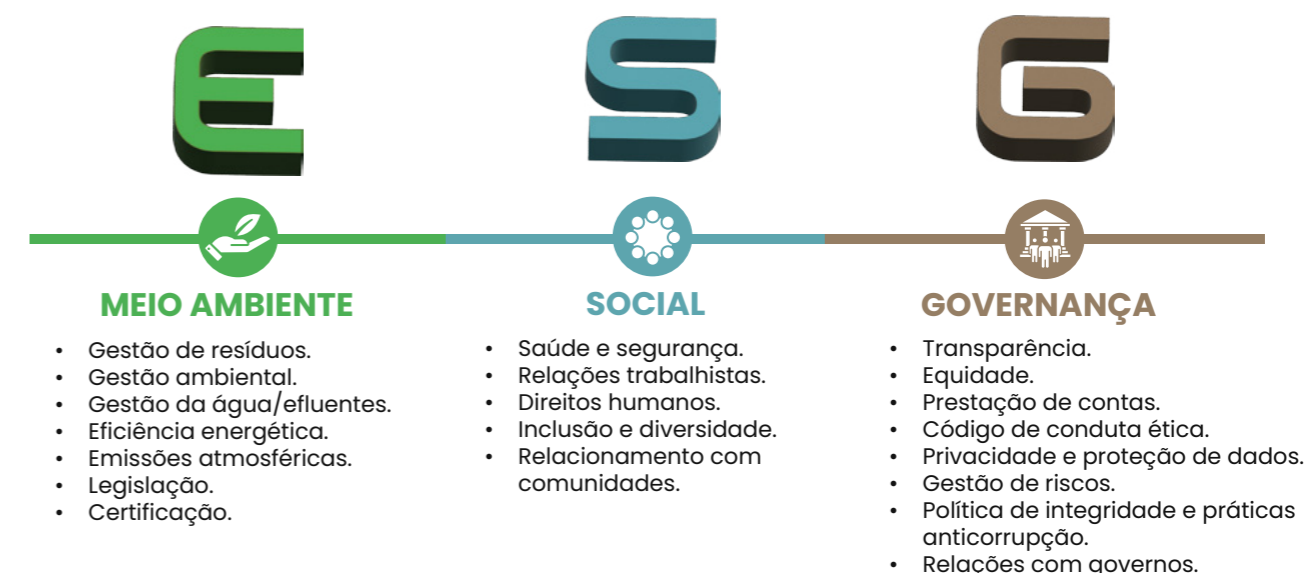 E
S
G
MEIO AMBIENTE
• Gestão de resíduos.
• Gestão ambiental.
• Gestão da água/efluentes.
• Eficiência energética.
• Emissões atmosféricas.
• Legislação.
• Certificação.
SOCIAL
• Saúde e segurança.
• Relações trabalhistas.
• Direitos humanos.
• Inclusão e diversidade.
• Relacionamento com
comunidades.
GOVERNANÇA
• Transparência.
• Equidade.
• Prestação de contas.
• Código de conduta ética.
• Privacidade e proteção de dados.
• Gestão de riscos.
• Política de integridade e práticas
anticorrupção.
• Relações com governos.